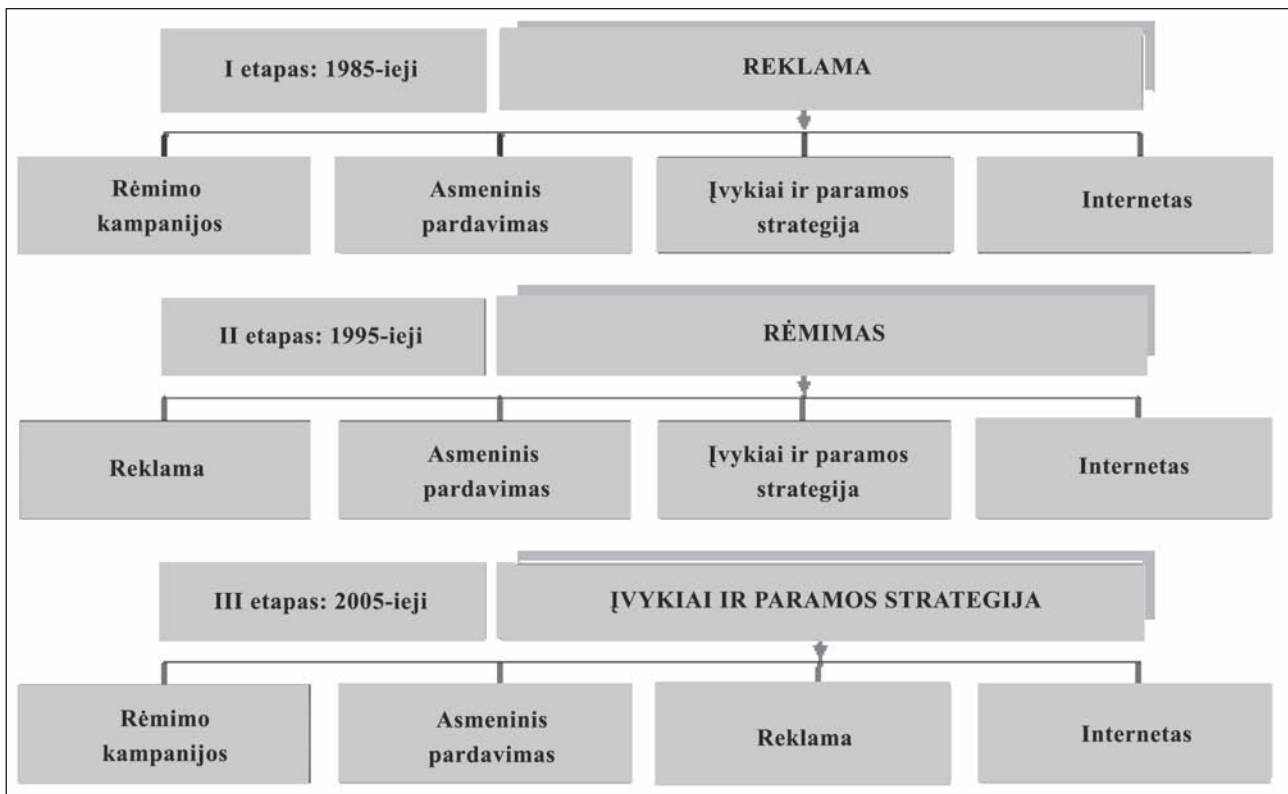 I etapas: 1985-ieji
REKLAMA
Rėmimo
kampanijos
Asmeninis
pardavimas
Įvykiai ir paramos
strategija
Internetas
II etapas: 1995-ieji
RĖMIMAS
Reklama
Asmeninis
pardavimas
Įvykiai ir paramos
strategija
Internetas
III etapas: 2005-ieji
ĮVYKIAI IR PARAMOS STRATEGIJA
Rėmimo
kampanijos
Asmeninis
pardavimas
Reklama
Internetas